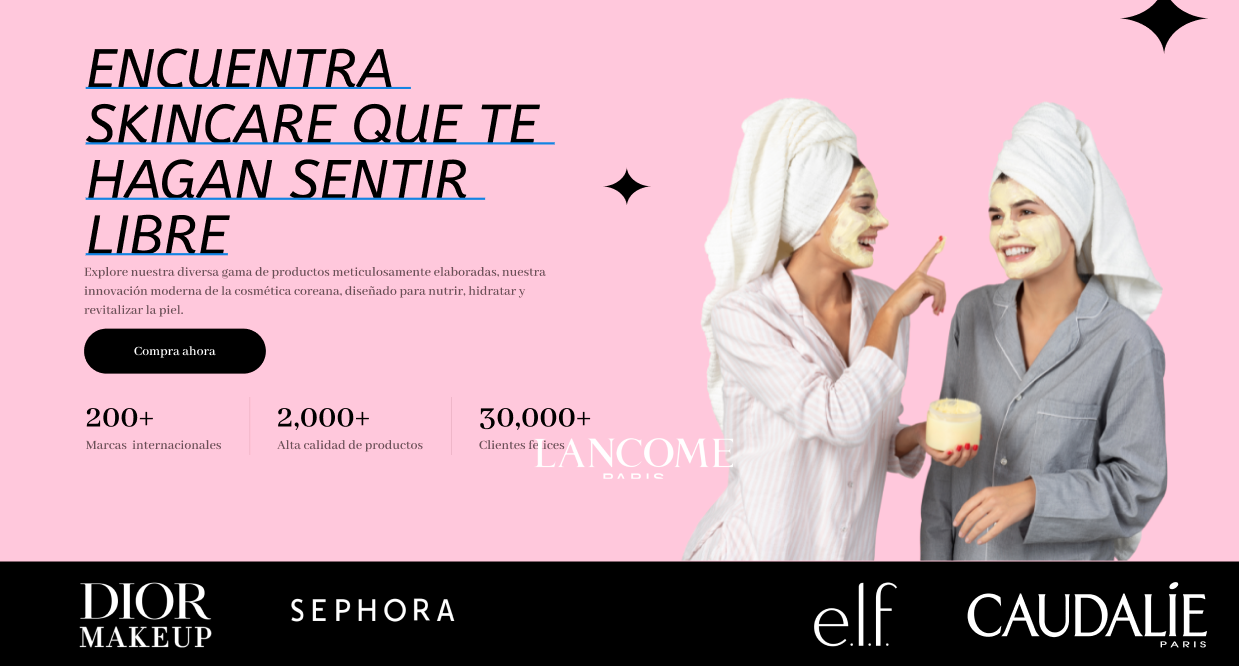 ENCUENTRA
SKINCARE QUE TE
HAGAN SENTIR
LIBRE
Explore nuestra diversa gama de productos meticulosamente elaboradas, nuestra
innovación moderna de la cosmética coreana, diseñado para nutrir, hidratar y
revitalizar la piel.
Compra ahora
200+
Marcas internacionales
2,000+
Alta calidad de productos
30,000+
Clientes felices
LANCOME
PARIS
DIOR
MAKEUP
SEPHORA
e.l.f.
CAUDALÍE
PARIS